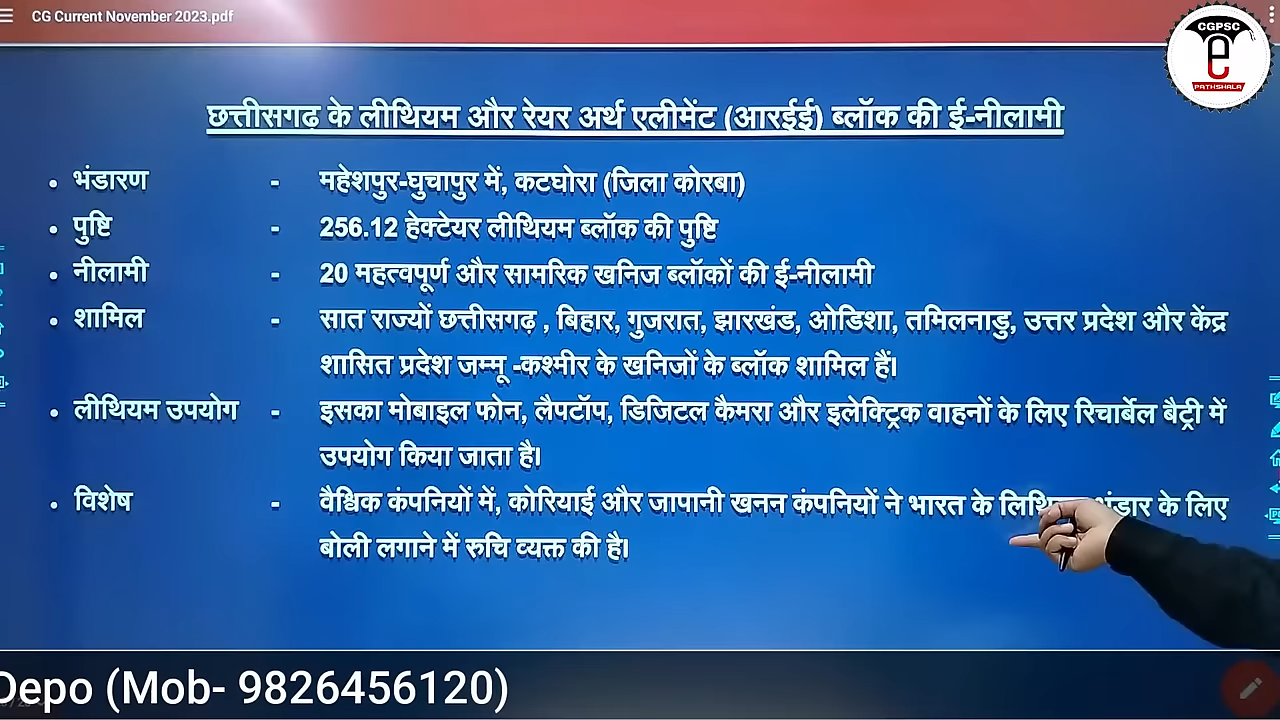 CG Current November 2023.pdf
CGPSC
e
PATHSHALA
छत्तीसगढ़ के लीथियम और रेयर अर्थ एलीमेंट (आरईई) ब्लॉक की ई-नीलामी
• भंडारण - महेशपुर-घुचापुर में, कटघोरा (जिला कोरबा)
• पुष्टि - 256.12 हेक्टेयर लीथियम ब्लॉक की पुष्टि
• नीलामी - 20 महत्वपूर्ण और सामरिक खनिज ब्लॉकों की ई-नीलामी
• शामिल - सात राज्यों छत्तीसगढ़ , बिहार, गुजरात, झारखंड, ओडिशा, तमिलनाडु, उत्तर प्रदेश और केंद्र
शासित प्रदेश जम्मू -कश्मीर के खनिजों के ब्लॉक शामिल हैं।
• लीथियम उपयोग - इसका मोबाइल फोन, लैपटॉप, डिजिटल कैमरा और इलेक्ट्रिक वाहनों के लिए रिचार्बेल बैट्री में
उपयोग किया जाता है।
• विशेष - वैश्विक कंपनियों में, कोरियाई और जापानी खनन कंपनियों ने भारत के के लिए
बोली लगाने में रुचि व्यक्त की है।
Depo (Mob- 9826456120)